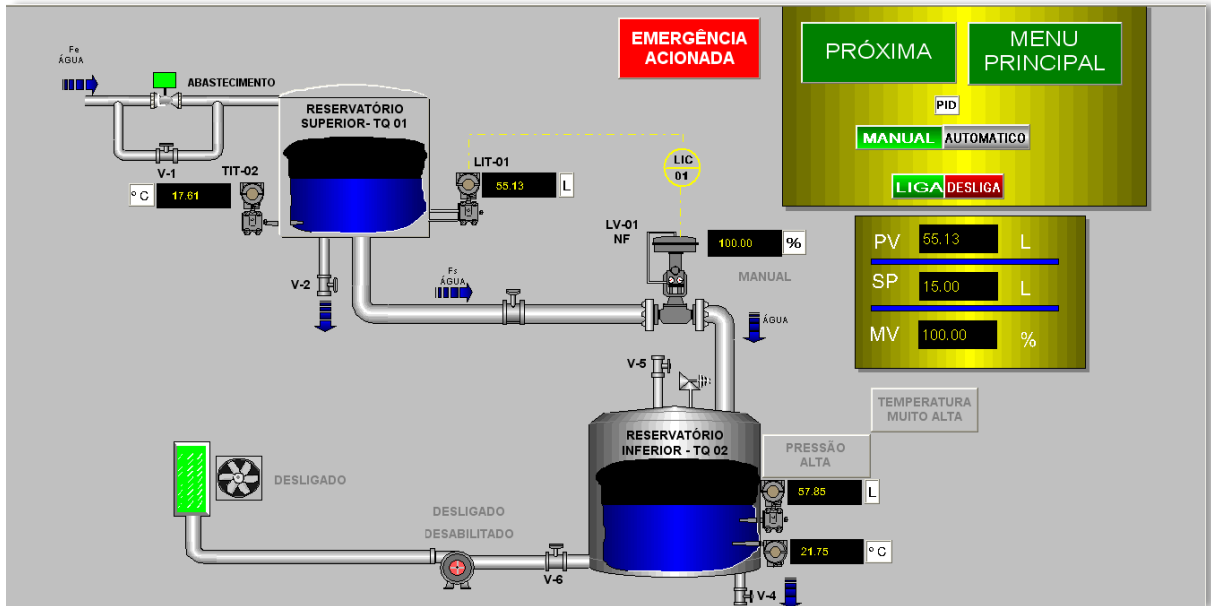 Fe
ÁGUA
ABASTECIMENTO
V-1
RESERVATÓRIO
SUPERIOR- TQ 01
TIT-02
° C
17.61
LIT-01
55.13
L
V-2
Fs
ÁGUA
LIC
01
LV-01
NF
100.00
%
MANUAL
ÁGUA
EMERGÊNCIA
ACIONADA
PRÓXIMA
MENU
PRINCIPAL
PID
MANUAL
AUTOMATICO
LIGA
DESLIGA
PV
55.13
L
SP
15.00
L
MV
100.00
%
V-5
TEMPERATURA
MUITO ALTA
PRESSÃO
ALTA
RESERVATÓRIO
INFERIOR - TQ 02
57.85
L
21.75
° C
V-4
DESLIGADO
DESLIGADO
DESABILITADO
V-6